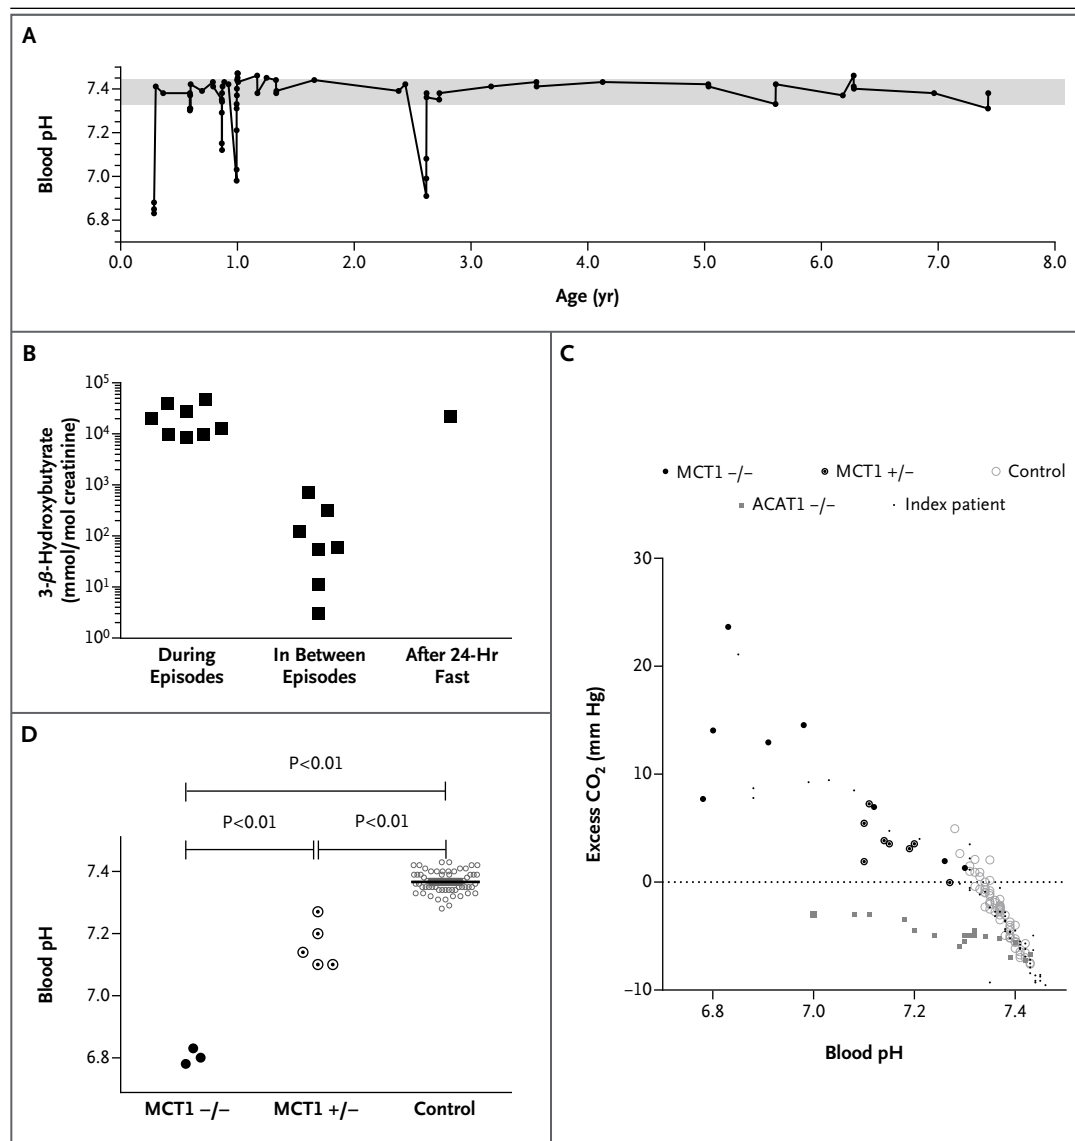 A
Blood pH
7.4
7.2
7.0
6.8
0.0 1.0 2.0 3.0 4.0 5.0 6.0 7.0 8.0
Age (yr)
B
3-β-Hydroxybutyrate
(mmol/mol creatinine)
10⁵
10⁴
10³
10²
10¹
10⁰
During
Episodes
In Between
Episodes
After 24-Hr
Fast
C
MCT1 –/– MCT1 +/– Control
ACAT1 –/– Index patient
Excess CO₂ (mm Hg)
30
20
10
0
–10
6.8 7.0 7.2 7.4
Blood pH
D
P<0.01
P<0.01 P<0.01
Blood pH
7.4
7.2
7.0
6.8
MCT1 –/– MCT1 +/– Control